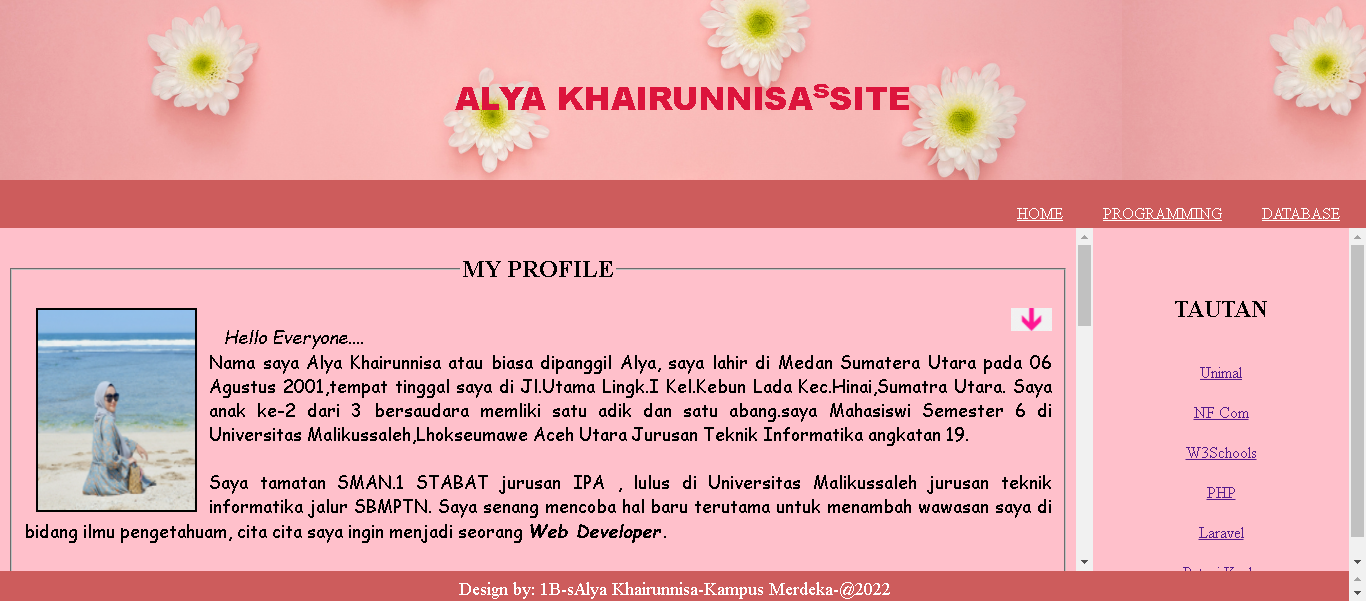 ALYA KHAIRUNNISAsSITE
HOME PROGRAMMING DATABASE
MY PROFILE
Hello Everyone....
Nama saya Alya Khairunnisa atau biasa dipanggil Alya, saya lahir di Medan Sumatera Utara pada 06
Agustus 2001,tempat tinggal saya di Jl.Utama Lingk.I Kel.Kebun Lada Kec.Hinai,Sumatra Utara. Saya
anak ke-2 dari 3 bersaudara memliki satu adik dan satu abang.saya Mahasiswi Semester 6 di
Universitas Malikussaleh,Lhokseumawe Aceh Utara Jurusan Teknik Informatika angkatan 19.
Saya tamatan SMAN.1 STABAT jurusan IPA , lulus di Universitas Malikussaleh jurusan teknik
informatika jalur SBMPTN. Saya senang mencoba hal baru terutama untuk menambah wawasan saya di
bidang ilmu pengetahuam, cita cita saya ingin menjadi seorang Web Developer.
TAUTAN
Unimal
NF Com
W3Schools
PHP
Laravel
Design by: 1B-sAlya Khairunnisa-Kampus Merdeka-@2022